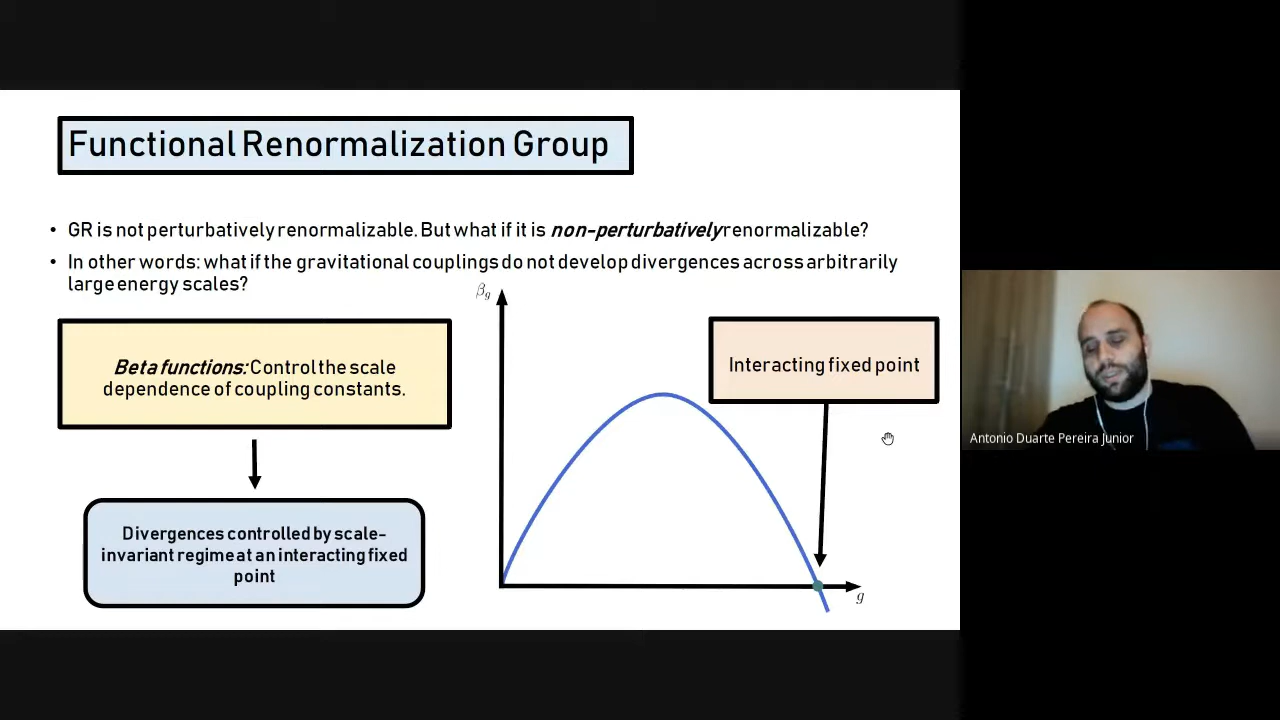 Functional Renormalization Group
• GR is not perturbatively renormalizable. But what if it is non-perturbatively renormalizable?
• In other words: what if the gravitational couplings do not develop divergences across arbitrarily
large energy scales?
β_g
Beta functions: Control the scale
dependence of coupling constants.
Interacting fixed point
Divergences controlled by scale-
invariant regime at an interacting fixed
point
g
Antonio Duarte Pereira Junior